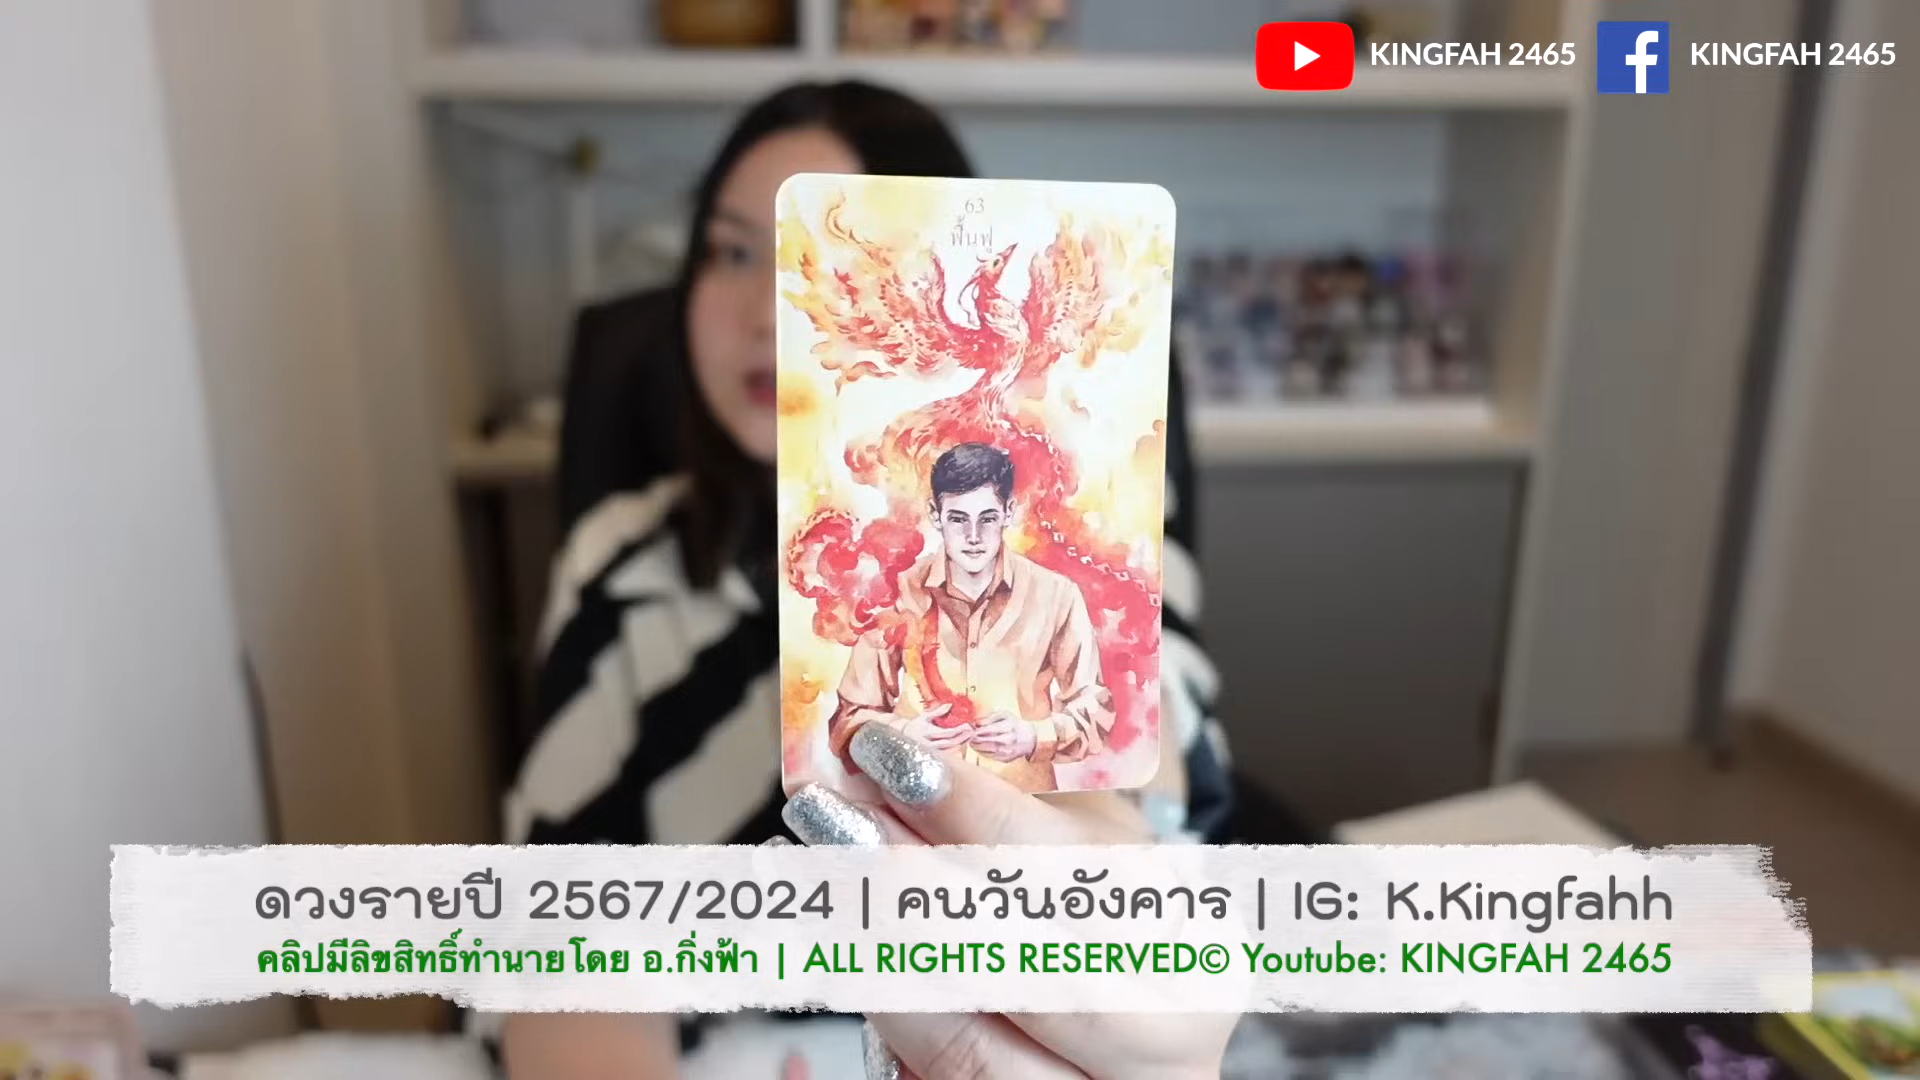 KINGFAH 2465
KINGFAH 2465
63
ฟื้นฟู
ดวงรายปี 2567/2024 | คนวันอังคาร | IG: K.Kingfahh
คลิปมีลิขสิทธิ์ทำนายโดย อ.กิ่งฟ้า | ALL RIGHTS RESERVED© Youtube: KINGFAH 2465